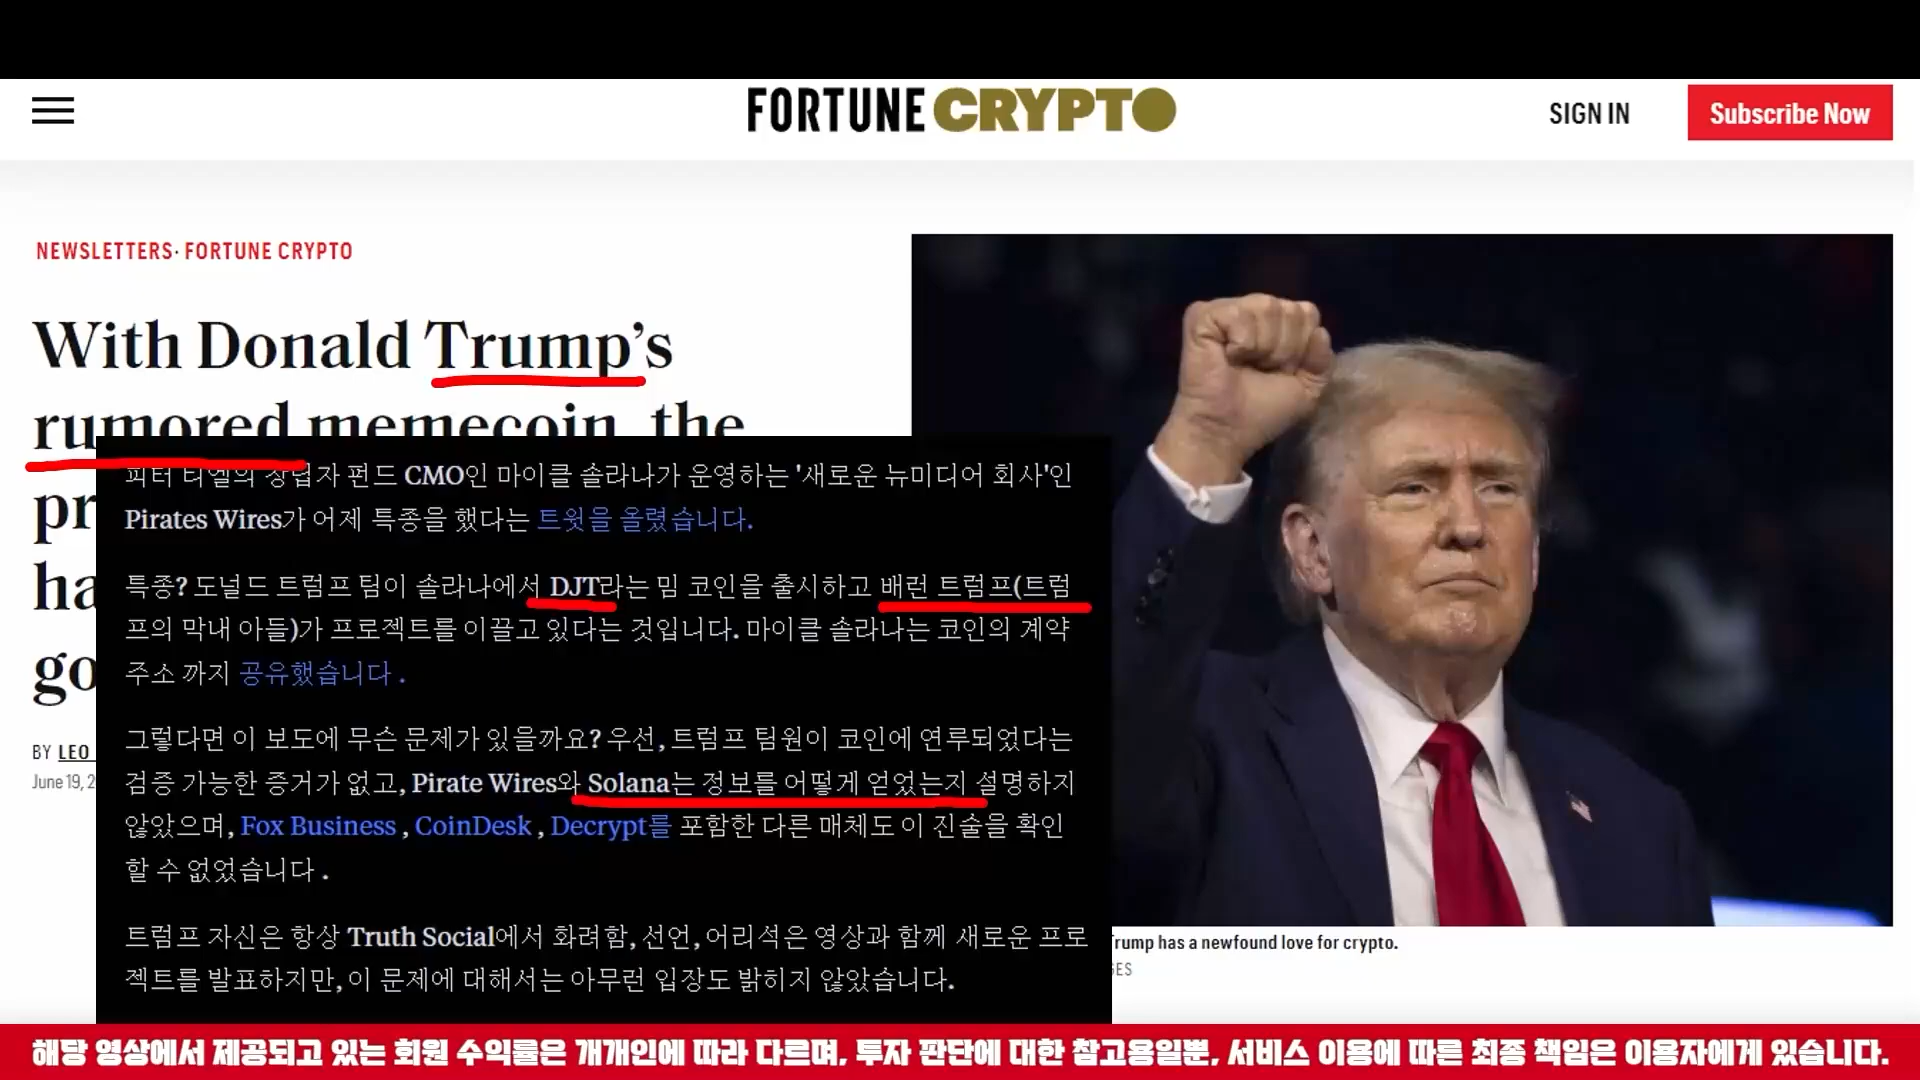 FORTUNE CRYPTO
SIGN IN
Subscribe Now
NEWSLETTERS · FORTUNE CRYPTO
With Donald Trump's
rumored memecoin, the
pr
ha
go
BY LEO
June 19, 2
피터 티엘의 창립자 펀드 CMO인 마이클 솔라나가 운영하는 '새로운 뉴미디어 회사'인
Pirates Wires가 어제 특종을 했다는 트윗을 올렸습니다.
특종? 도널드 트럼프 팀이 솔라나에서 DJT라는 밈 코인을 출시하고 배런 트럼프(트럼
프의 막내 아들)가 프로젝트를 이끌고 있다는 것입니다. 마이클 솔라나는 코인의 계약
주소 까지 공유했습니다 .
그렇다면 이 보도에 무슨 문제가 있을까요? 우선, 트럼프 팀원이 코인에 연루되었다는
검증 가능한 증거가 없고, Pirate Wires와 Solana는 정보를 어떻게 얻었는지 설명하지
않았으며, Fox Business , CoinDesk , Decrypt를 포함한 다른 매체도 이 진술을 확인
할 수 없었습니다 .
트럼프 자신은 항상 Truth Social에서 화려함, 선언, 어리석은 영상과 함께 새로운 프로
젝트를 발표하지만, 이 문제에 대해서는 아무런 입장도 밝히지 않았습니다.
Trump has a newfound love for crypto.
GES
해당 영상에서 제공되고 있는 회원 수익률은 개개인에 따라 다르며, 투자 판단에 대한 참고용일뿐, 서비스 이용에 따른 최종 책임은 이용자에게 있습니다.